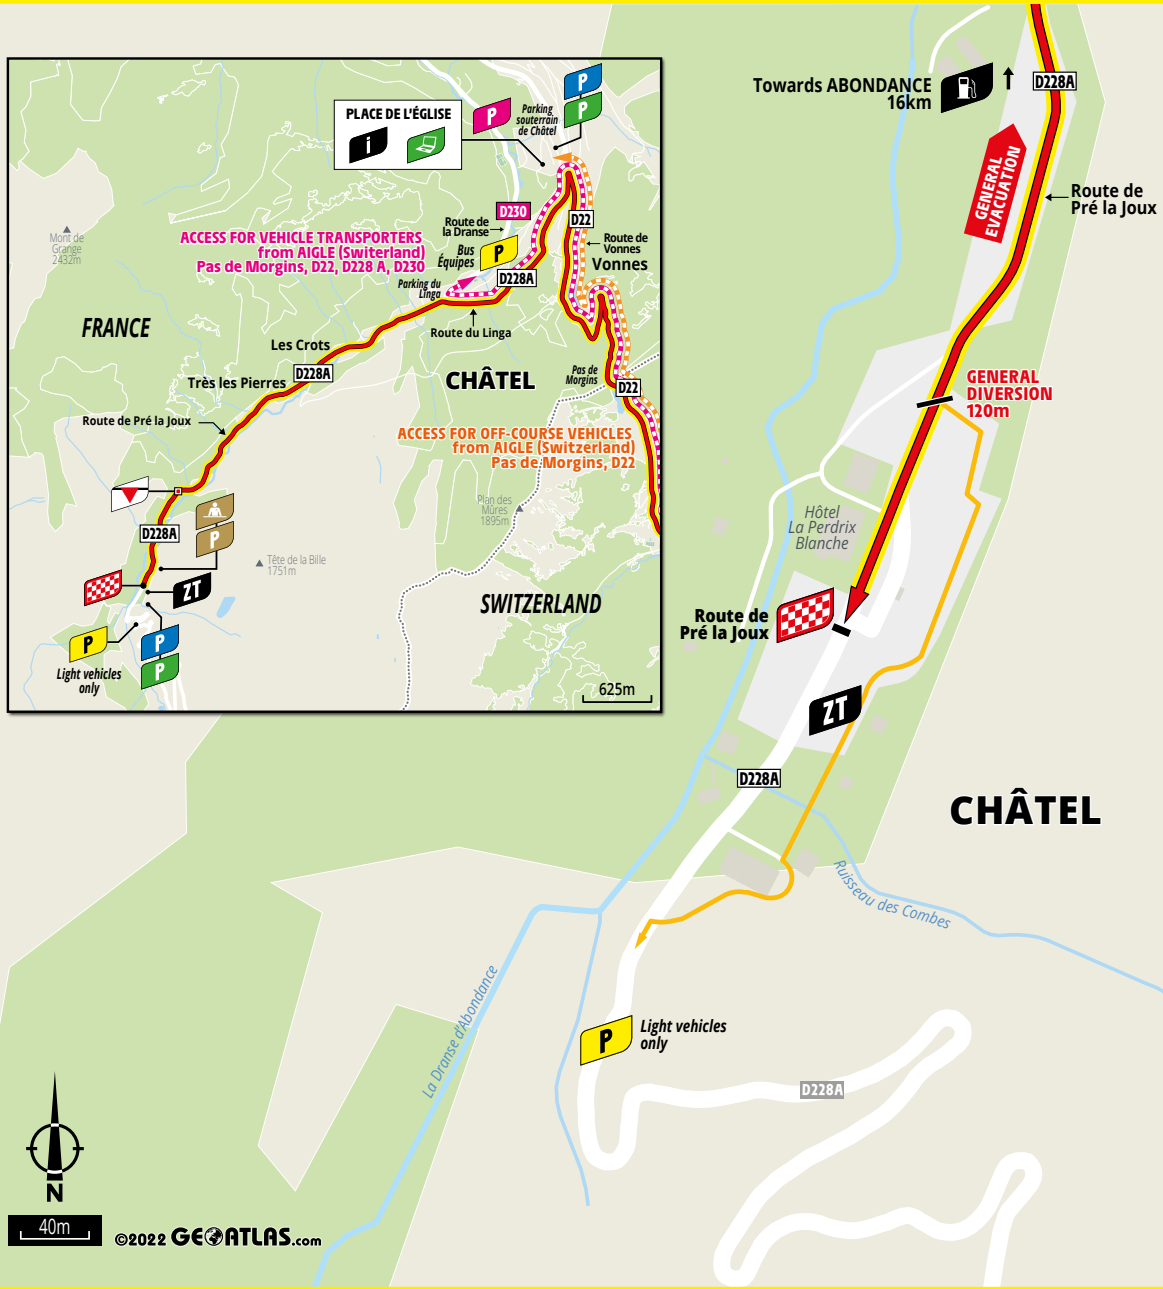 Towards ABONDANCE
16km
D228A
GENERAL
EVACUATION
Route de
Pré la Joux
GENERAL
DIVERSION
120m
Hôtel
La Perdrix
Blanche
Route de
Pré la Joux
ZT
D228A
CHÂTEL
Ruisseau des Combes
La Dranse d'Abondance
P
Light vehicles
only
D228A
PLACE DE L'ÉGLISE
i
P
Parking
souterrain
de Châtel
P
P
D230
D22
Route de
la Dranse
Bus
Équipes
P
Route de
Vonnes
Vonnes
ACCESS FOR VEHICLE TRANSPORTERS
from AIGLE (Switerland)
Pas de Morgins, D22, D228 A, D230
D228A
Parking du
Linga
Mont de
Grange
2432m
FRANCE
Route du Linga
Les Crots
D228A
Très les Pierres
CHÂTEL
Pas de
Morgins
D22
Route de Pré la Joux
ACCESS FOR OFF-COURSE VEHICLES
from AIGLE (Switzerland)
Pas de Morgins, D22
Plan des
Mûres
1895m
D228A
P
Tête de la Bille
1751m
ZT
SWITZERLAND
P
Light vehicles
only
P
P
625m
N
40m
©2022 GEOATLAS.com